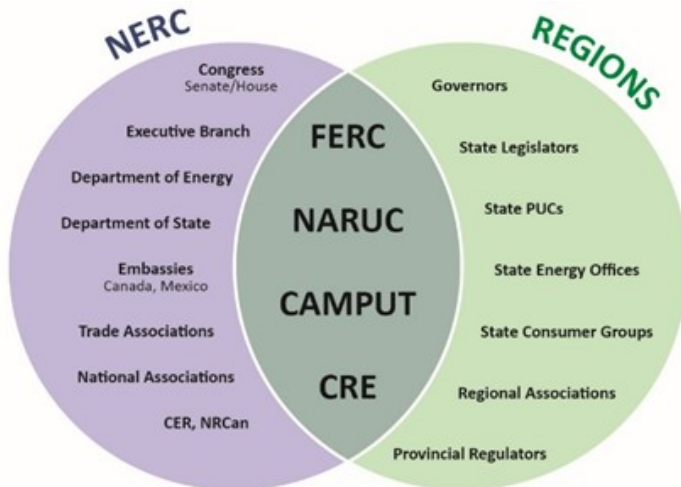 NERC
Congress
Senate/House
Executive Branch
Department of Energy
Department of State
Embassies
Canada, Mexico
Trade Associations
National Associations
CER, NRCan
FERC
NARUC
CAMPUT
CRE
REGIONS
Governors
State Legislators
State PUCs
State Energy Offices
State Consumer Groups
Regional Associations
Provincial Regulators